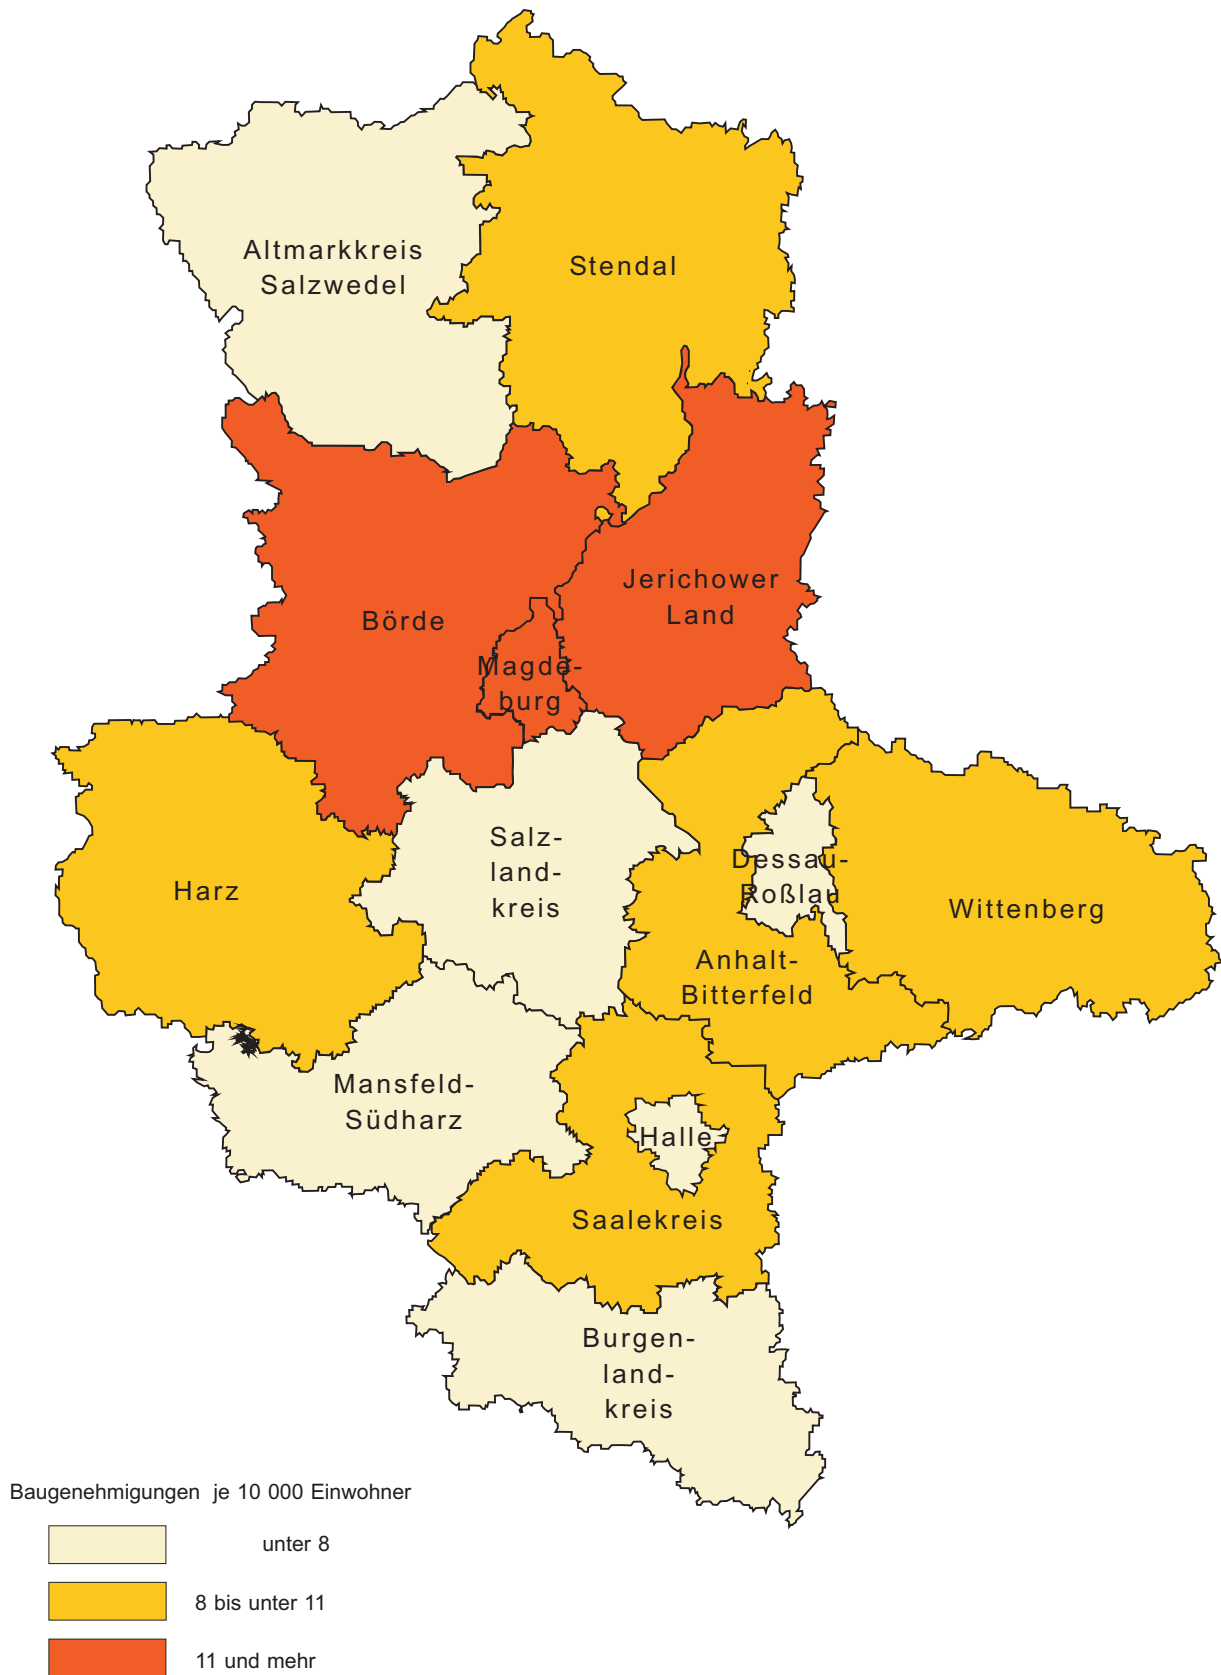 Altmarkkreis
Salzwedel
Stendal
Jerichower
Land
Börde
Magde-
burg
Salz-
land-
kreis
Dessau-
Roßlau
Harz
Wittenberg
Anhalt-
Bitterfeld
Mansfeld-
Südharz
Halle
Saalekreis
Burgen-
land-
kreis
Baugenehmigungen je 10 000 Einwohner
unter 8
8 bis unter 11
11 und mehr